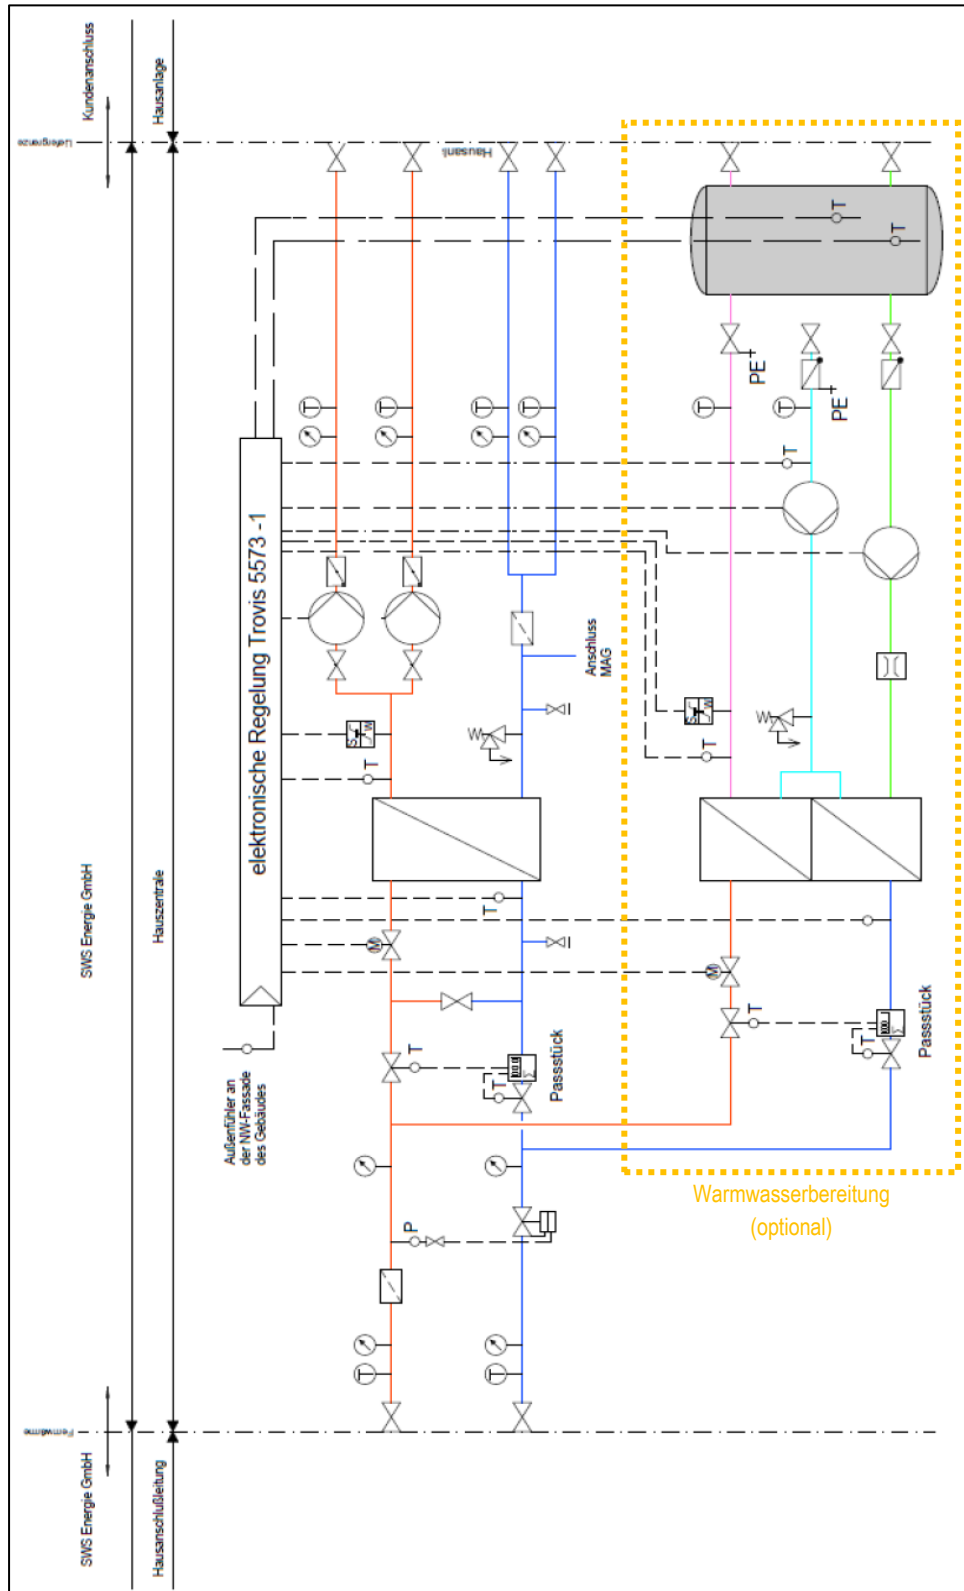 Kundenanschluss
Hausanlage
Liefergrenze
Hausanl
T
T
T
T
T
T
T
T
PE
PE
T
elektronische Regelung Trovis 5573 -1
Anschluss
MAG
S
W
S
W
T
T
W
W
SWS Energie GmbH
Hauszentrale
T
M
M
T
T
T
T
Σ
Σ
Passstück
Passstück
Außenfühler an
der NW-Fassade
des Gebäudes
P
T
T
Warmwasserbereitung
(optional)
Fernwärme
SWS Energie GmbH
Hausanschlußleitung